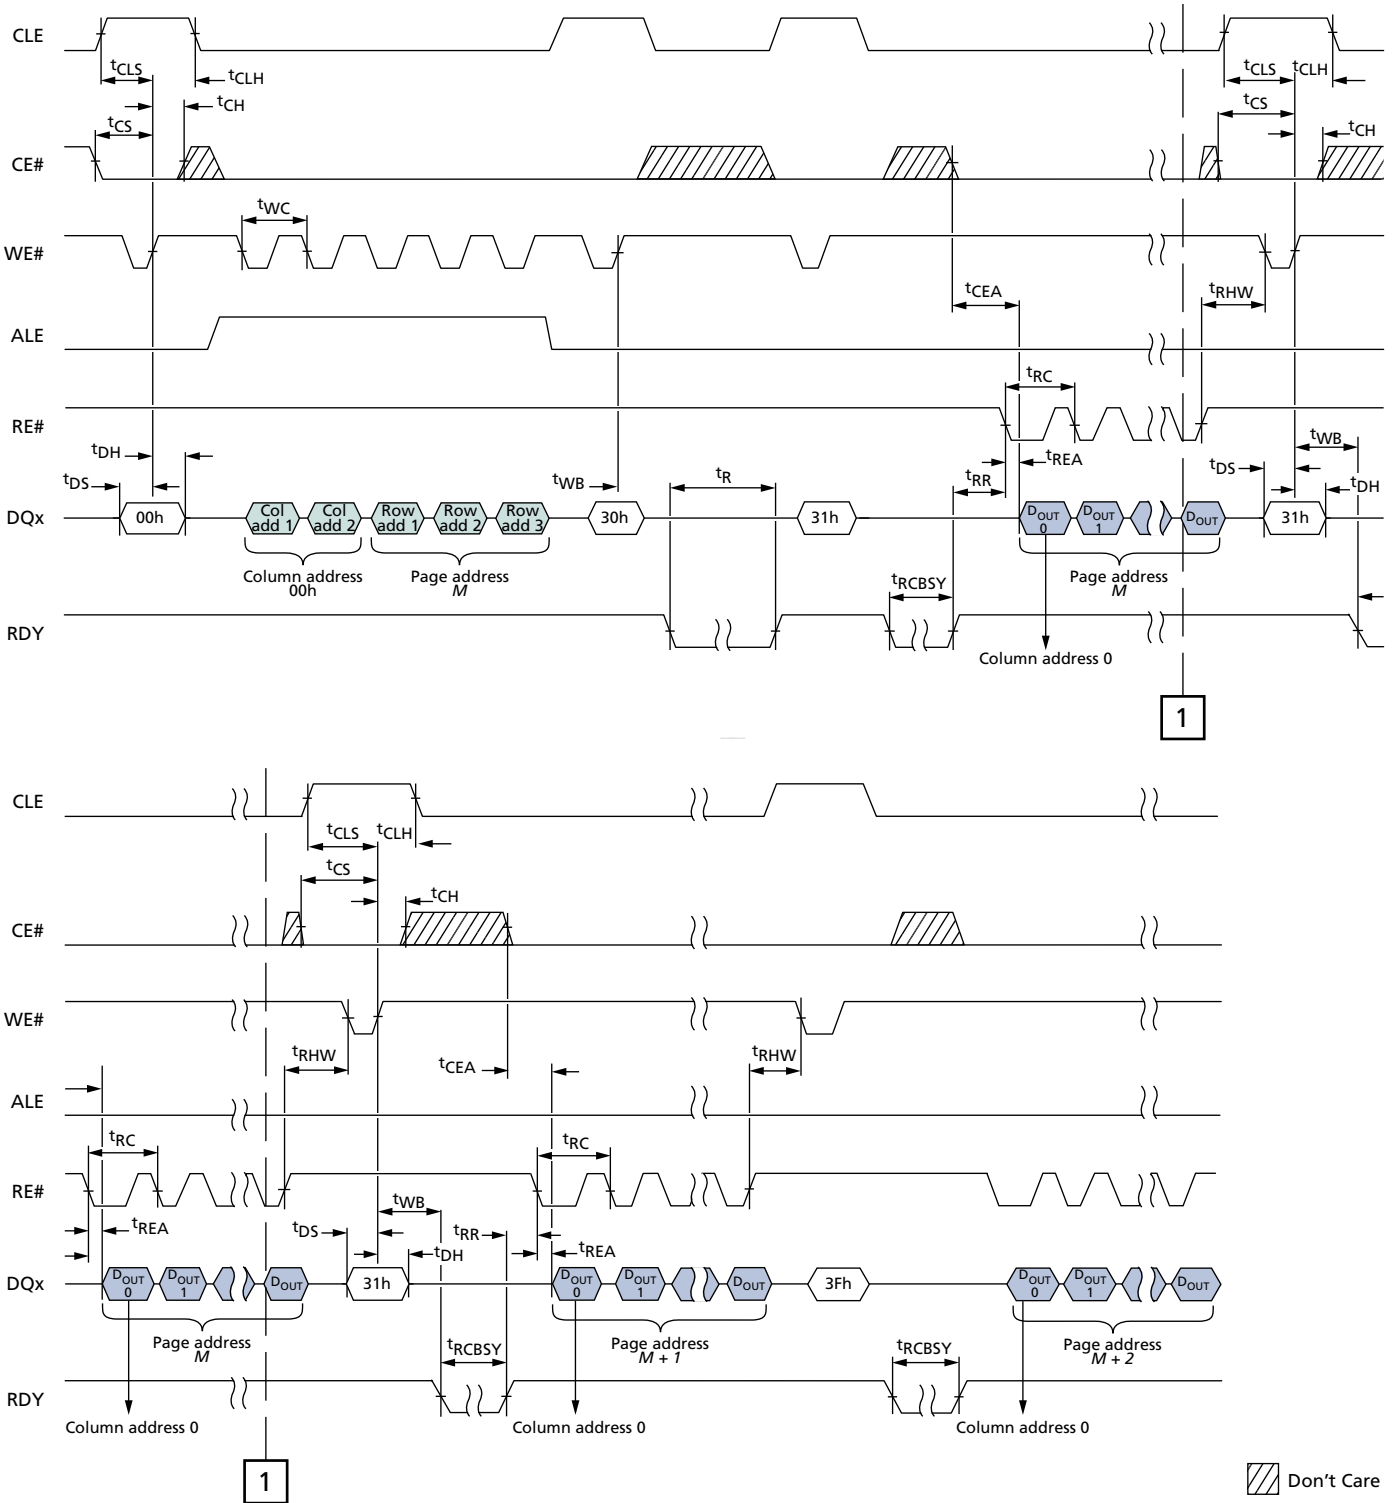 CLE
tCLS
tCLH
tCLS
tCLH
tCH
tCS
tCS
tCH
CE#
tWC
WE#
tCEA
tRHW
ALE
tRC
RE#
tDH
tWB
tREA
tDS
tWB
tR
tRR
tDS
tDH
DQx
00h
Col add 1
Col add 2
Row add 1
Row add 2
Row add 3
30h
31h
DOUT 0
DOUT 1
DOUT
31h
Column address 00h
Page address M
tRCBSY
Page address M
RDY
Column address 0
1
CLE
tCLS
tCLH
tCS
tCH
CE#
WE#
tRHW
tCEA
tRHW
ALE
tRC
tRC
RE#
tREA
tWB
tDS
tRR
tDH
tREA
DQx
DOUT 0
DOUT 1
DOUT
31h
DOUT 0
DOUT 1
DOUT
3Fh
DOUT 0
DOUT 1
DOUT
Page address M
tRCBSY
Page address M + 1
tRCBSY
Page address M + 2
RDY
Column address 0
Column address 0
Column address 0
1
Don't Care